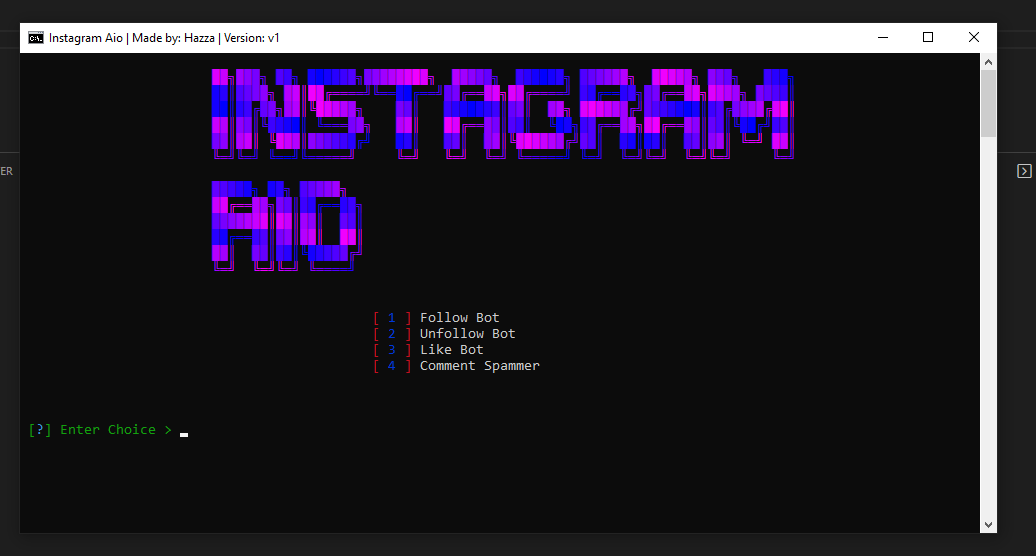 Instagram Aio | Made by: Hazza | Version: v1
INSTAGRAM
AIO
[ 1 ] Follow Bot
[ 2 ] Unfollow Bot
[ 3 ] Like Bot
[ 4 ] Comment Spammer
ER
[?] Enter Choice >